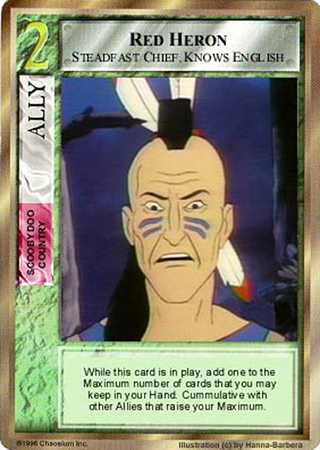 2
RED HERON
STEADFAST CHIEF, KNOWS ENGLISH
ALLY
SCOOBYDOO
COUNTRY
While this card is in play, add one to the
Maximum number of cards that you may
keep in your Hand. Cummulative with
other Allies that raise your Maximum.
©1996 Chaosium Inc.
Illustration (c) by Hanna-Barbera